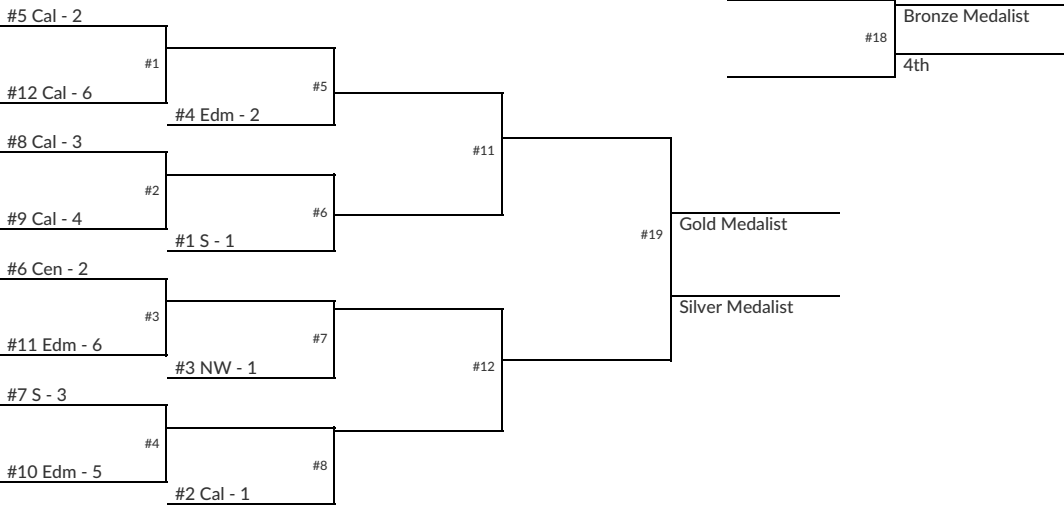 #5 Cal - 2
Bronze Medalist
#18
#1
4th
#5
#12 Cal - 6
#4 Edm - 2
#8 Cal - 3
#11
#2
#6
#9 Cal - 4
Gold Medalist
#19
#1 S - 1
#6 Cen - 2
Silver Medalist
#3
#7
#11 Edm - 6
#12
#3 NW - 1
#7 S - 3
#4
#8
#10 Edm - 5
#2 Cal - 1